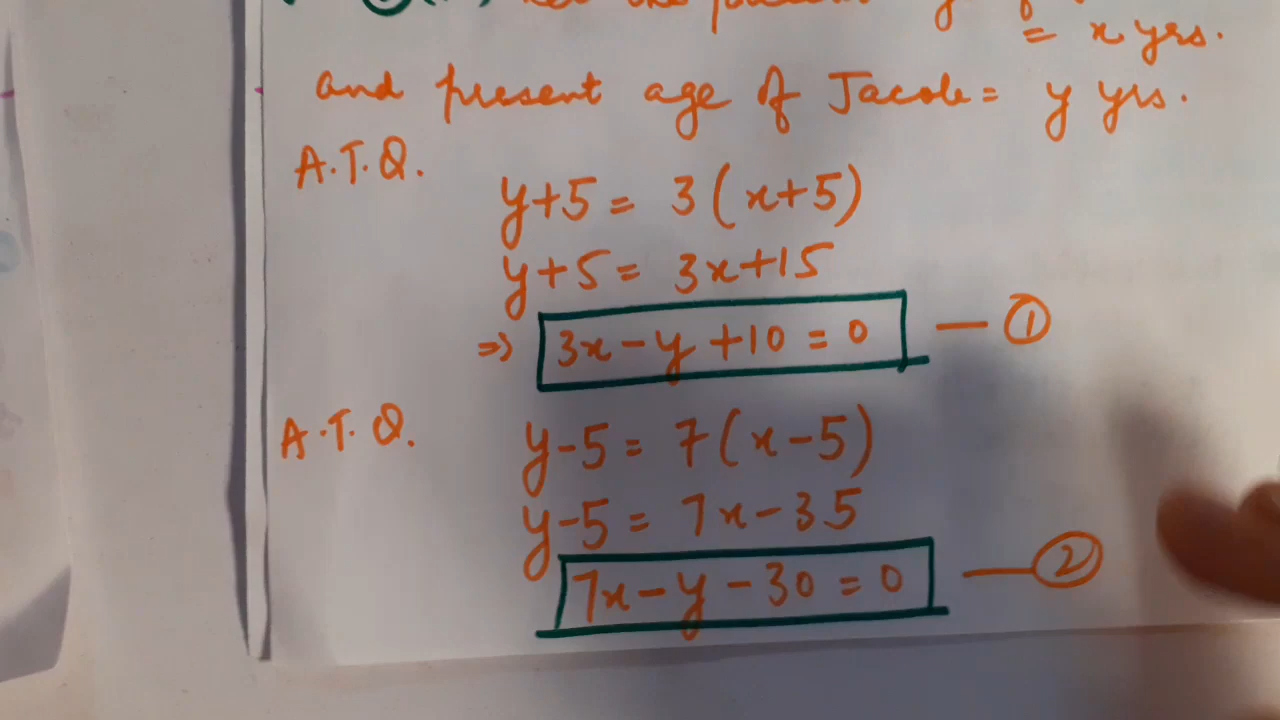 = x yrs.
and present age of Jacob = y yrs.
A.T.Q.
y+5 = 3(x+5)
y+5 = 3x+15
⇒ 3x-y+10 = 0 — ①
A.T.Q.
y-5 = 7(x-5)
y-5 = 7x-35
7x-y-30 = 0 — ②